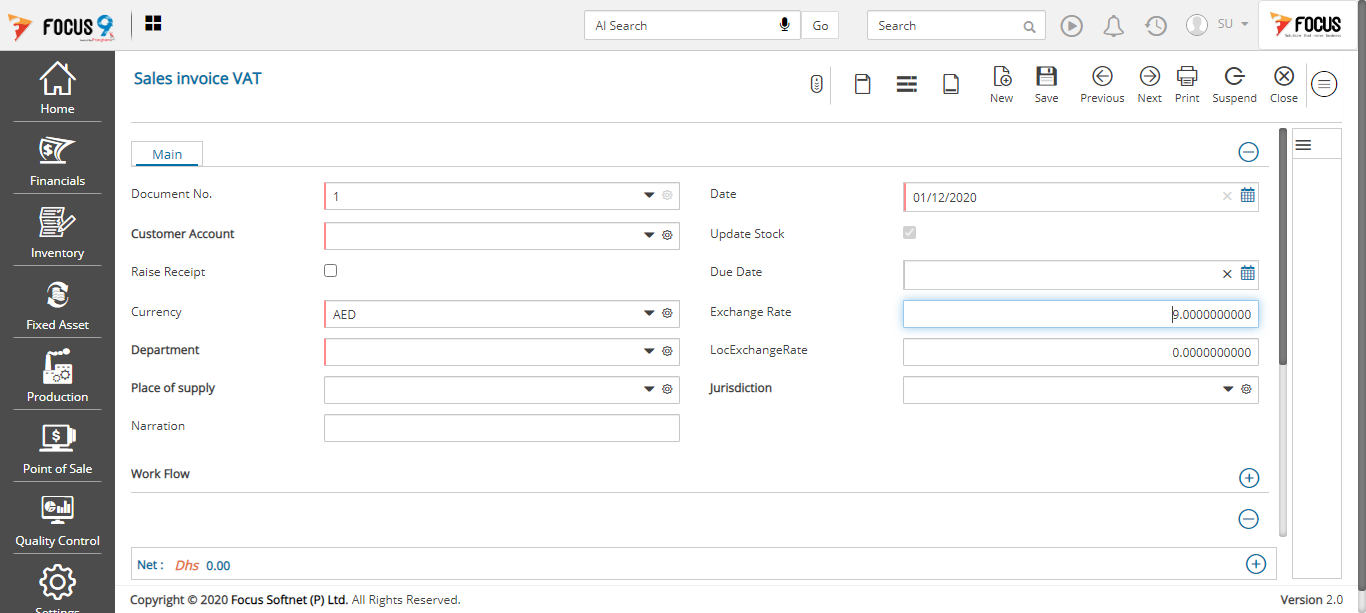 FOCUS 9
AI Search
Go
Search
SU
FOCUS
Home
Financials
Inventory
Fixed Asset
Production
Point of Sale
Quality Control
Settings
Sales invoice VAT
New Save Previous Next Print Suspend Close
Main
Document No. 1 Date 01/12/2020
Customer Account Update Stock
Raise Receipt Due Date
Currency AED Exchange Rate 9.0000000000
Department LocExchangeRate 0.0000000000
Place of supply Jurisdiction
Narration
Work Flow
Net : Dhs 0.00
Copyright © 2020 Focus Softnet (P) Ltd. All Rights Reserved. Version 2.0